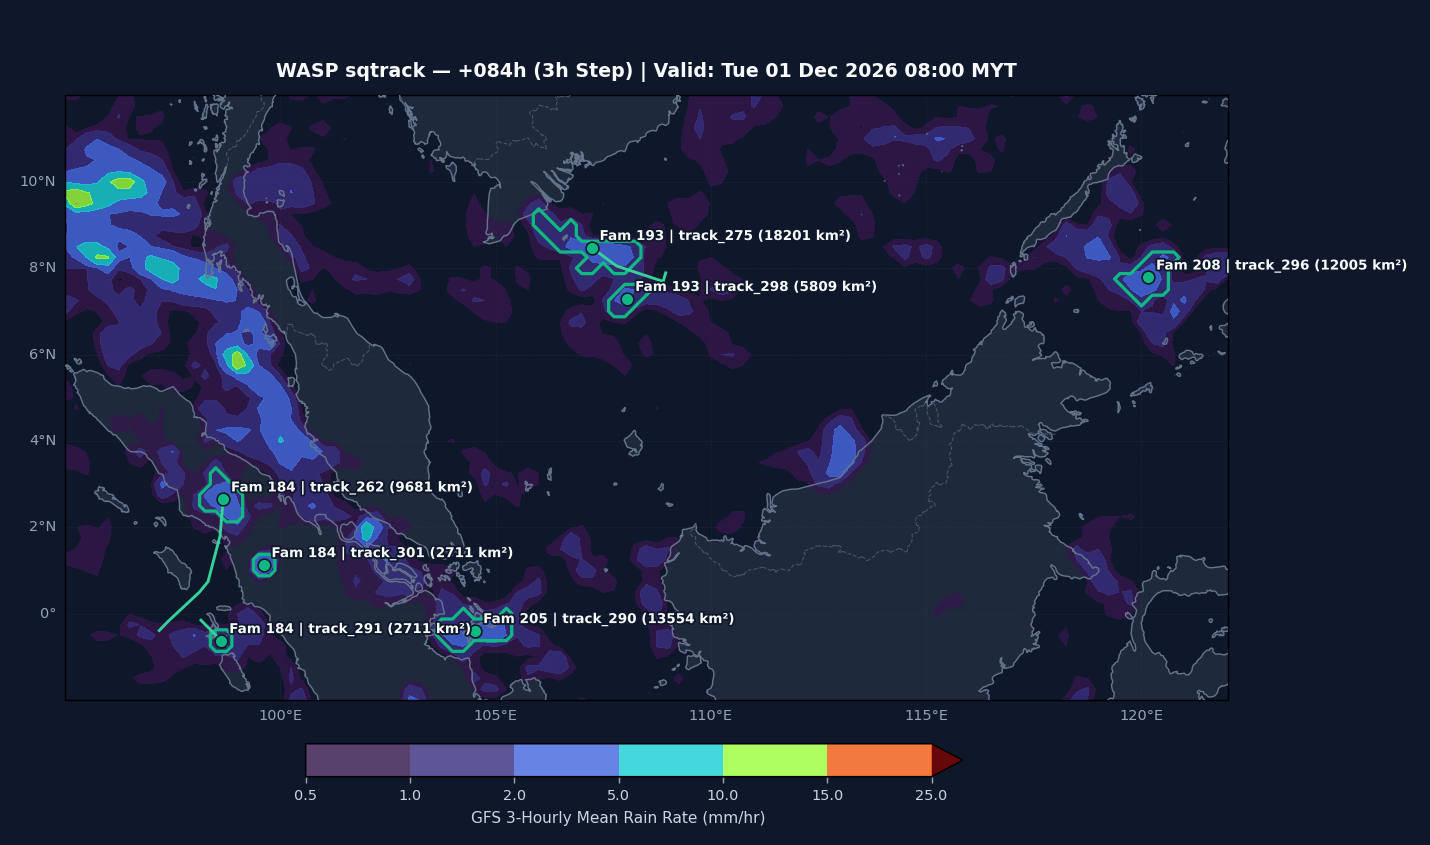 WASP sqtrack — +084h (3h Step) | Valid: Tue 01 Dec 2026 08:00 MYT
10°N
8°N
6°N
4°N
2°N
0°
Fam 193 | track_275 (18201 km²)
Fam 208 | track_296 (12005 km²)
Fam 193 | track_298 (5809 km²)
Fam 184 | track_262 (9681 km²)
Fam 184 | track_301 (2711 km²)
Fam 205 | track_290 (13554 km²)
Fam 184 | track_291 (2711 km²)
100°E 105°E 110°E 115°E 120°E
0.5 1.0 2.0 5.0 10.0 15.0 25.0
GFS 3-Hourly Mean Rain Rate (mm/hr)